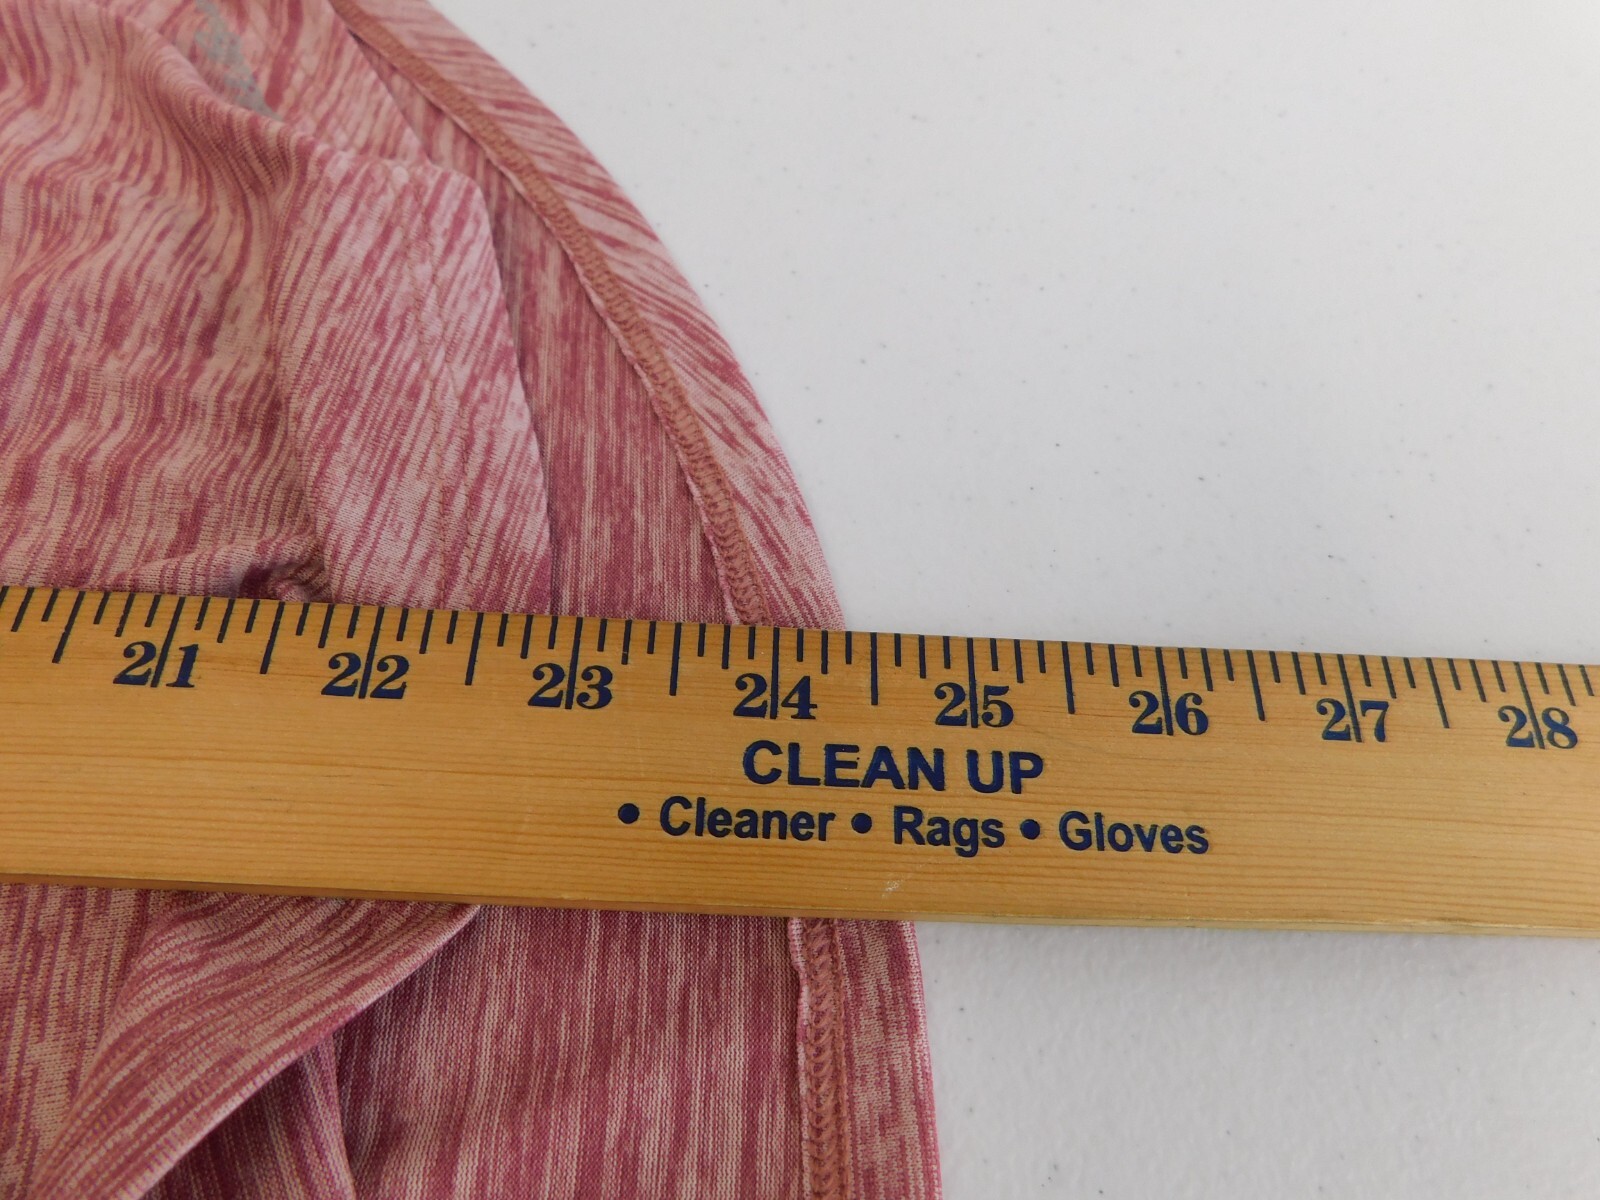 21 22 23 24 25 26 27 28
CLEAN UP
• Cleaner • Rags • Gloves